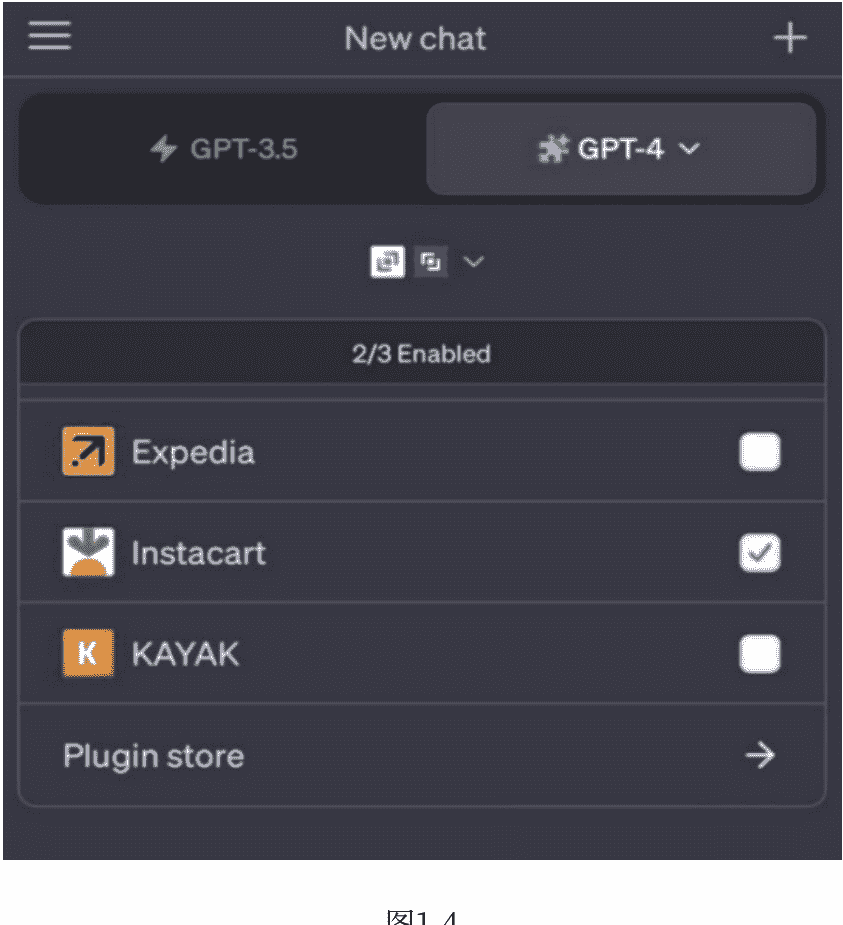 New chat
GPT-3.5
GPT-4
2/3 Enabled
Expedia
Instacart
K KAYAK
Plugin store
图1.4